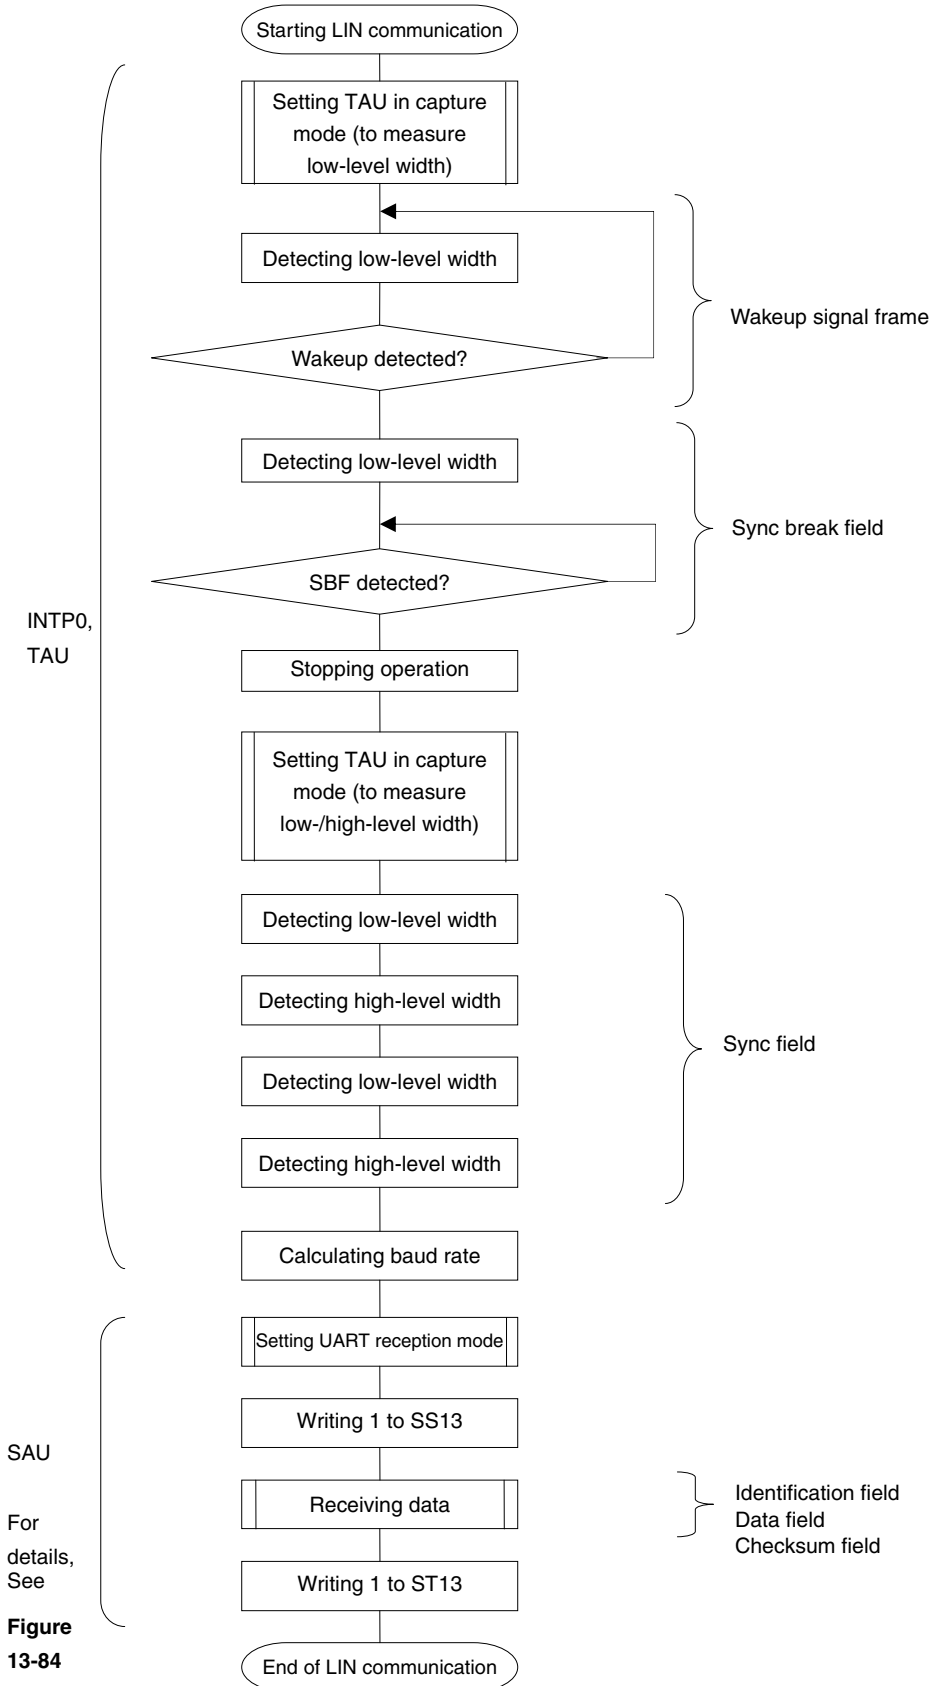 Starting LIN communication
Setting TAU in capture
mode (to measure
low-level width)
Detecting low-level width
Wakeup detected?
Wakeup signal frame
Detecting low-level width
SBF detected?
Sync break field
INTP0,
TAU
Stopping operation
Setting TAU in capture
mode (to measure
low-/high-level width)
Detecting low-level width
Detecting high-level width
Detecting low-level width
Detecting high-level width
Sync field
Calculating baud rate
Setting UART reception mode
Writing 1 to SS13
Receiving data
Writing 1 to ST13
Identification field
Data field
Checksum field
SAU
For
details,
See
Figure
13-84
End of LIN communication